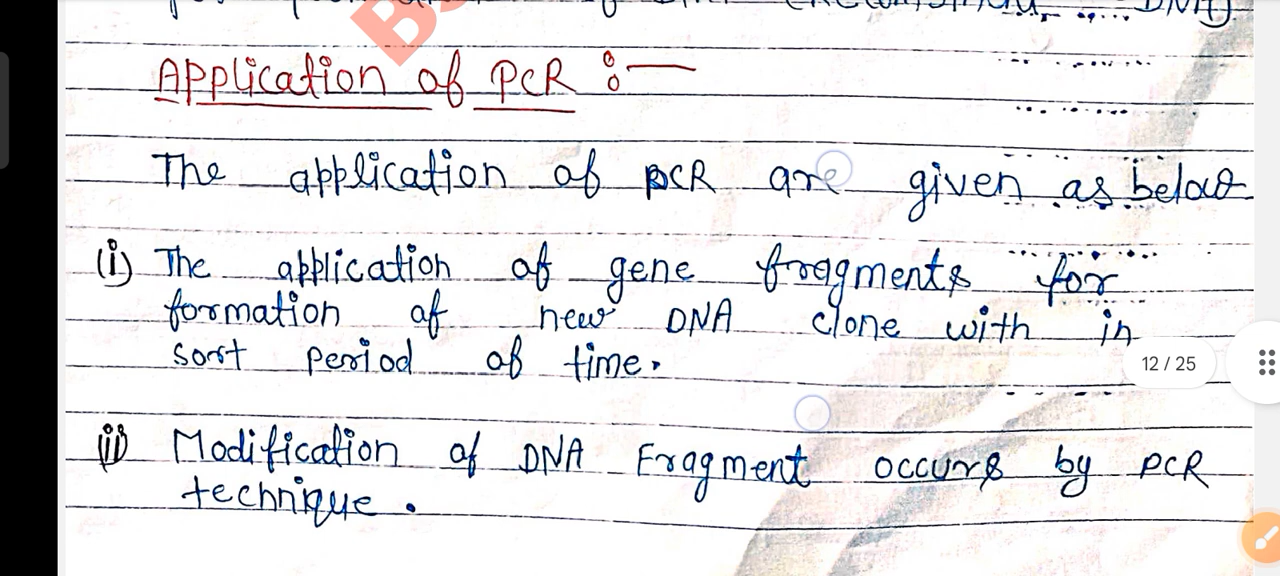 Application of PCR :—
The application of PCR are given as below
(i) The application of gene fragments for
formation of new DNA clone with in
sort period of time.
12 / 25
(ii) Modification of DNA Fragment occurs by PCR
technique.